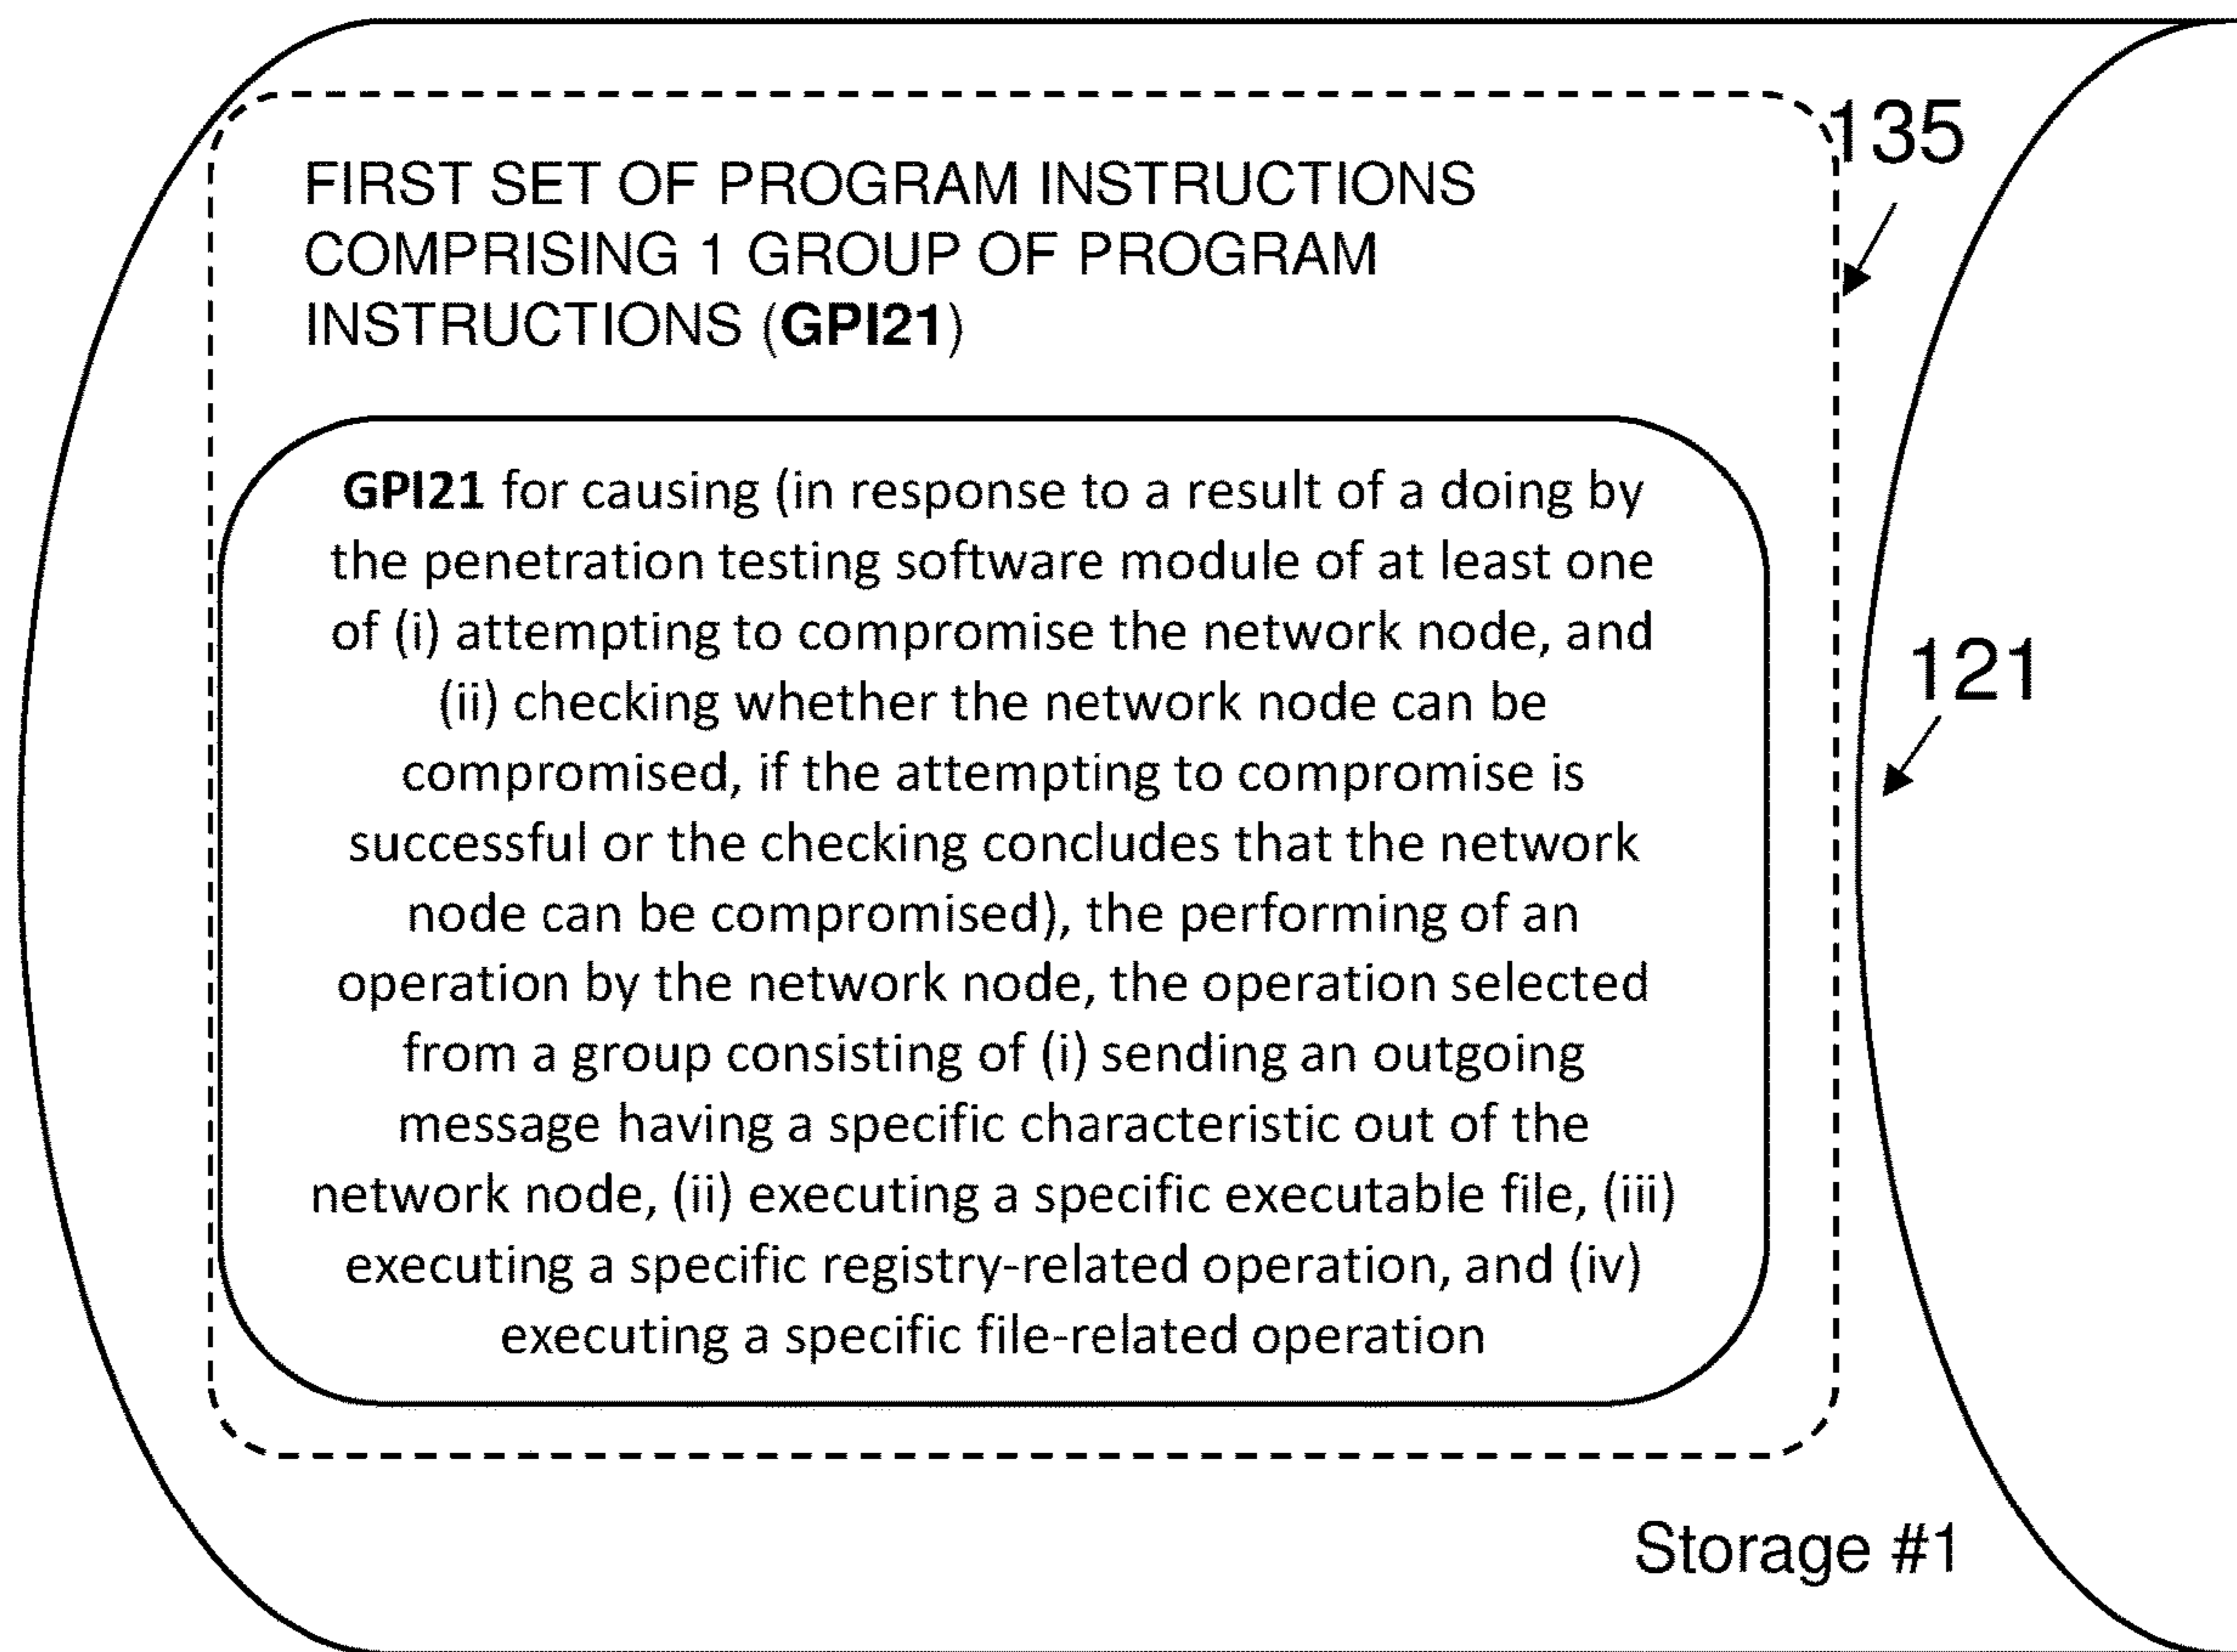 135
FIRST SET OF PROGRAM INSTRUCTIONS
COMPRISING 1 GROUP OF PROGRAM
INSTRUCTIONS (GPI21)
GPI21 for causing (in response to a result of a doing by
the penetration testing software module of at least one
of (i) attempting to compromise the network node, and
(ii) checking whether the network node can be
compromised, if the attempting to compromise is
successful or the checking concludes that the network
node can be compromised), the performing of an
operation by the network node, the operation selected
from a group consisting of (i) sending an outgoing
message having a specific characteristic out of the
network node, (ii) executing a specific executable file, (iii)
executing a specific registry-related operation, and (iv)
executing a specific file-related operation
121
Storage #1